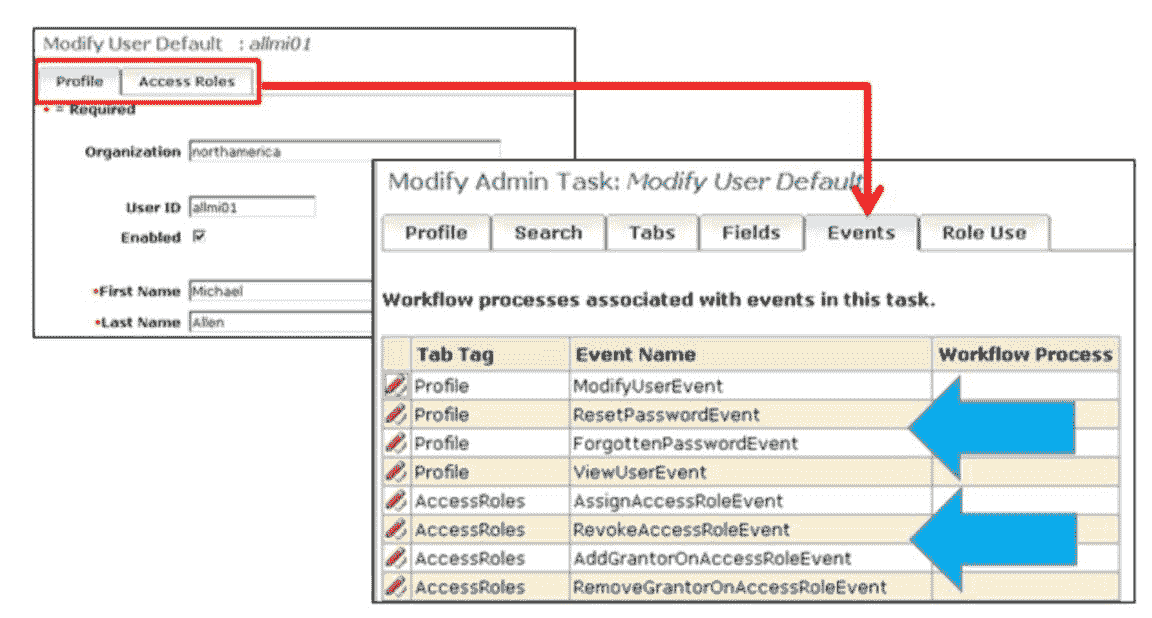 Modify User Default : allmi01
Profile Access Roles
• = Required
Organization northamerica
User ID allmi01
Enabled
•First Name Michael
•Last Name Allen
Modify Admin Task: Modify User Default
Profile Search Tabs Fields Events Role Use
Workflow processes associated with events in this task.
Tab Tag Event Name Workflow Process
Profile ModifyUserEvent
Profile ResetPasswordEvent
Profile ForgottenPasswordEvent
Profile ViewUserEvent
AccessRoles AssignAccessRoleEvent
AccessRoles RevokeAccessRoleEvent
AccessRoles AddGrantorOnAccessRoleEvent
AccessRoles RemoveGrantorOnAccessRoleEvent